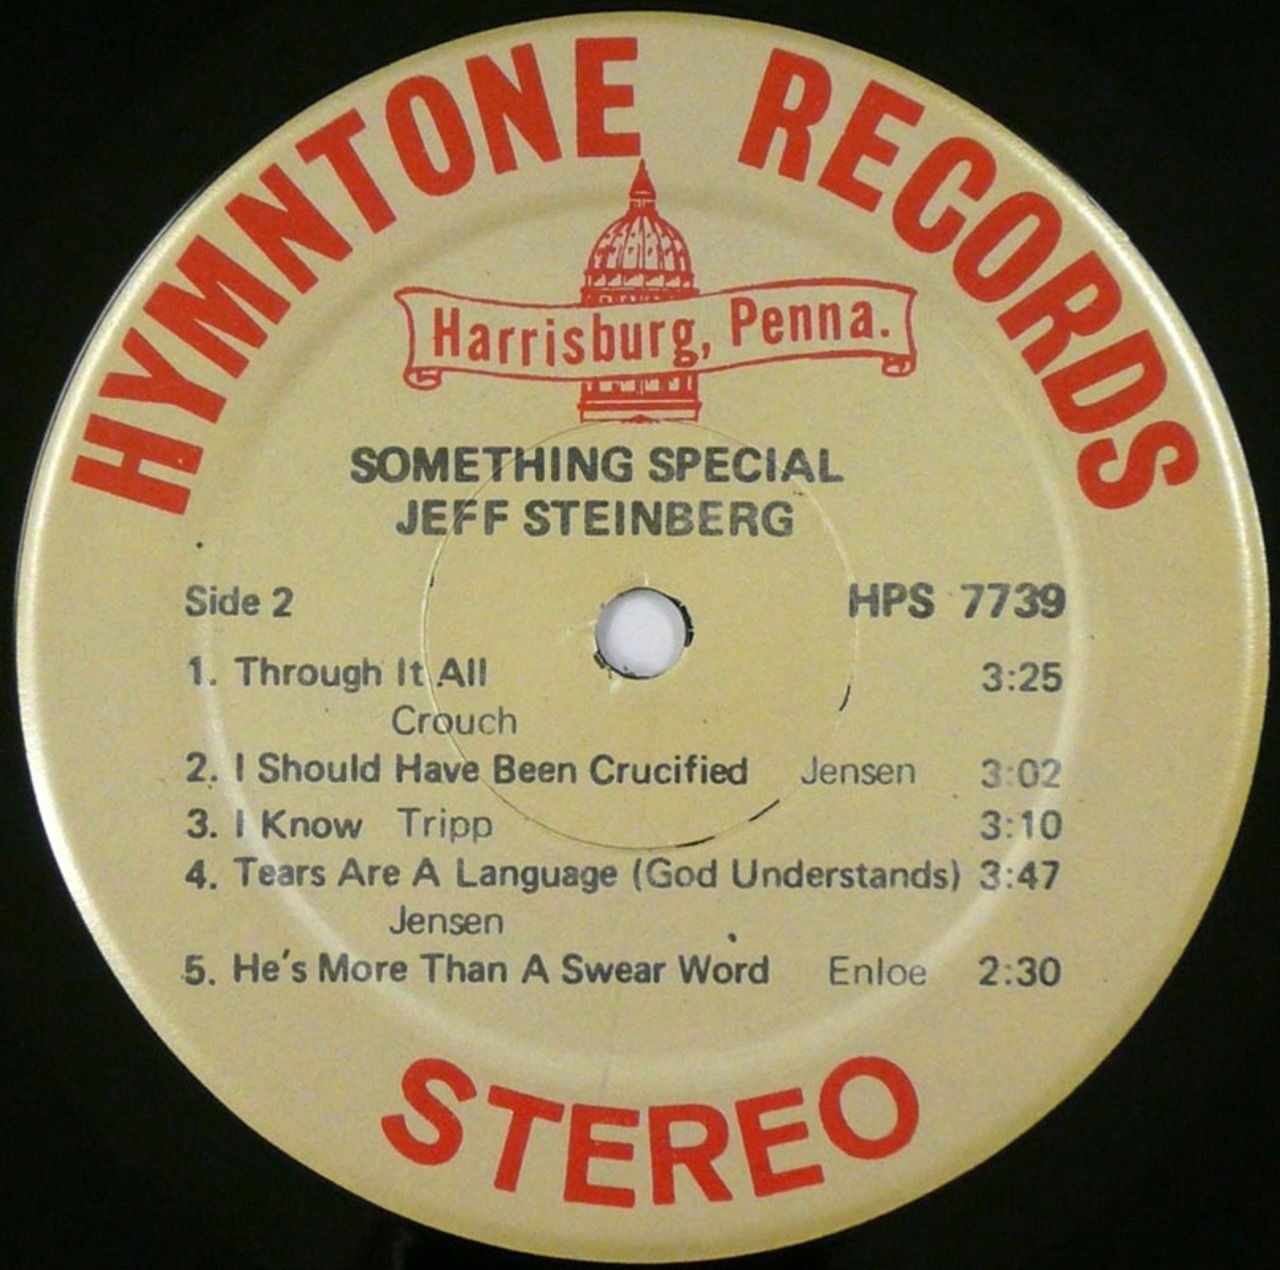 HYMNTONE RECORDS
Harrisburg, Penna.
SOMETHING SPECIAL
JEFF STEINBERG
Side 2 HPS 7739
1. Through It All 3:25
Crouch
2. I Should Have Been Crucified Jensen 3:02
3. I Know Tripp 3:10
4. Tears Are A Language (God Understands) 3:47
Jensen
5. He's More Than A Swear Word Enloe 2:30
STEREO